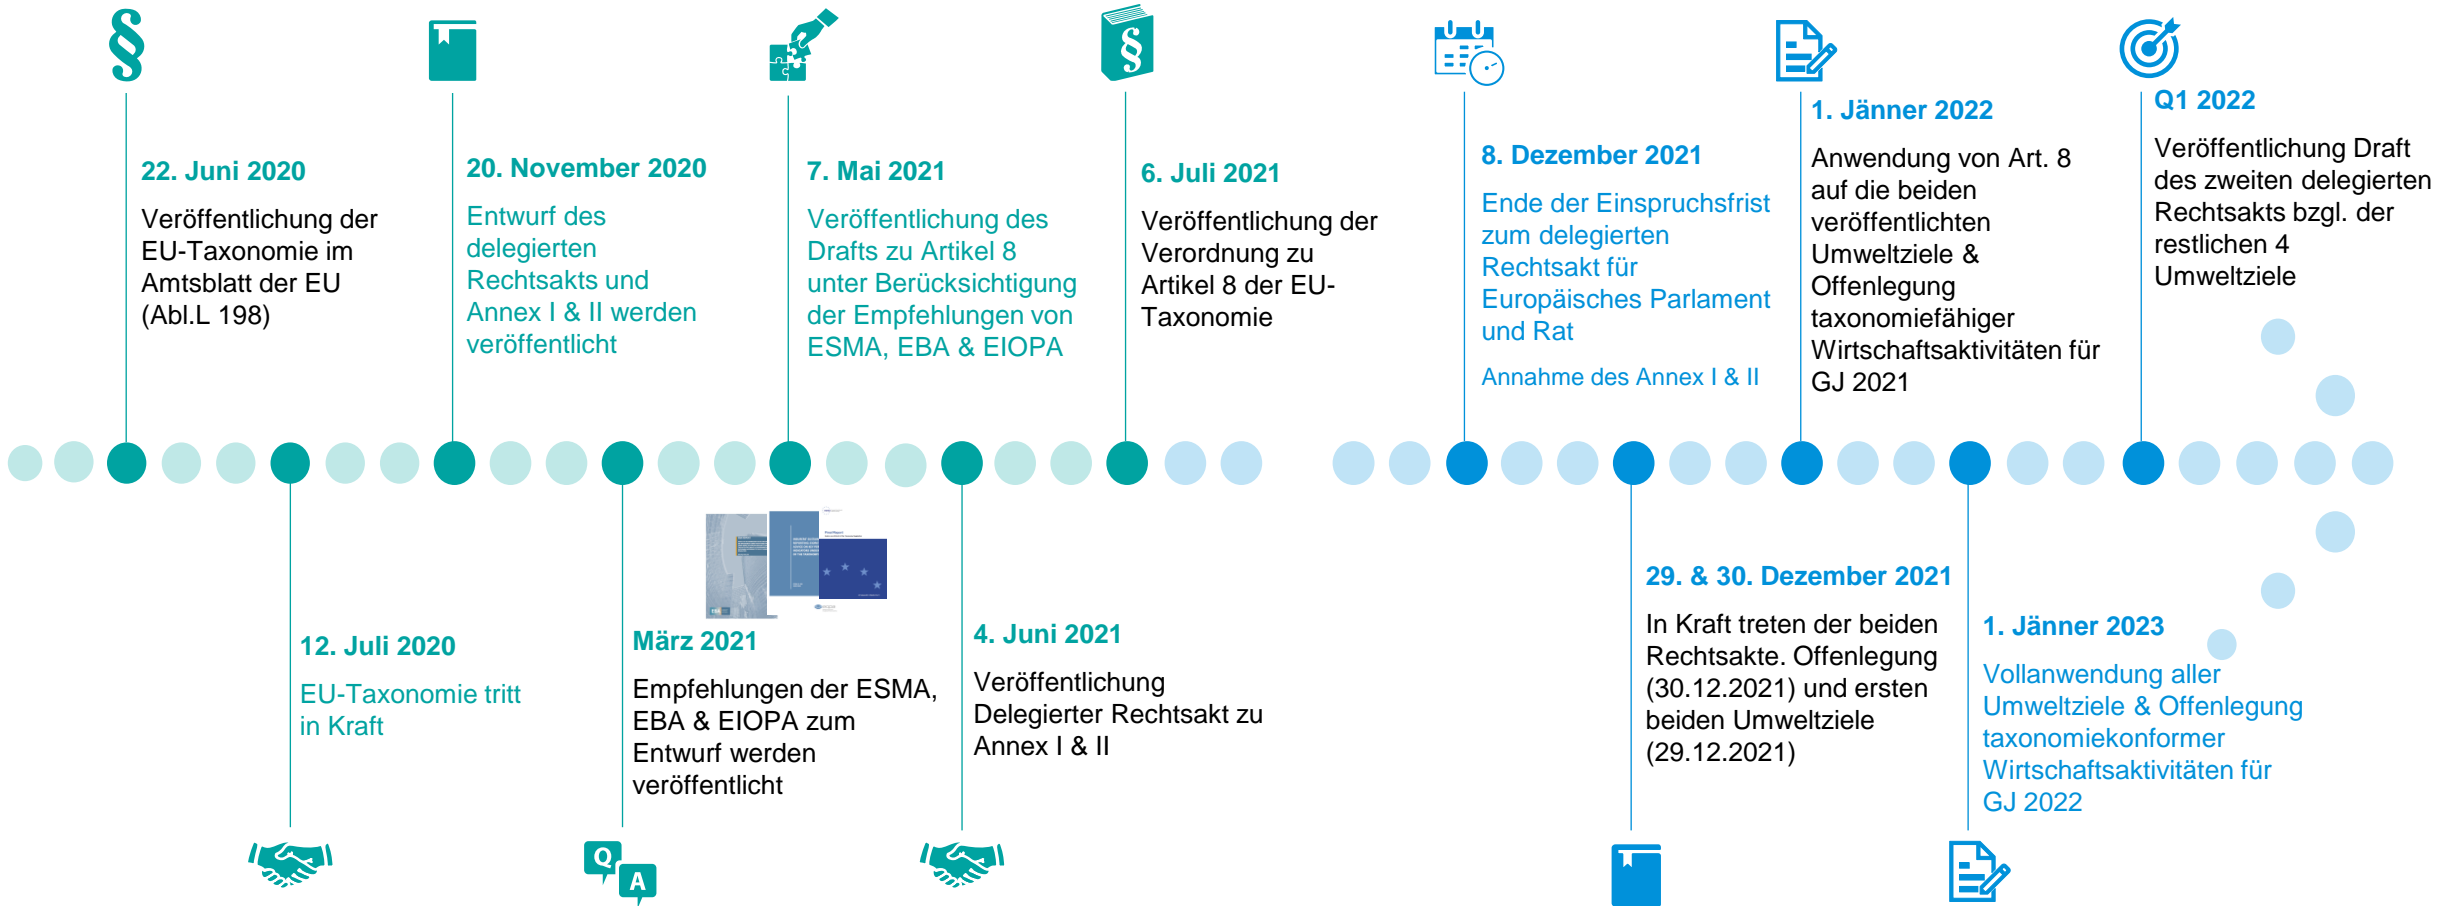 §
§
22. Juni 2020
Veröffentlichung der
EU-Taxonomie im
Amtsblatt der EU
(Abl.L 198)
20. November 2020
Entwurf des
delegierten
Rechtsakts und
Annex I & II werden
veröffentlicht
7. Mai 2021
Veröffentlichung des
Drafts zu Artikel 8
unter Berücksichtigung
der Empfehlungen von
ESMA, EBA & EIOPA
6. Juli 2021
Veröffentlichung der
Verordnung zu
Artikel 8 der EU-
Taxonomie
8. Dezember 2021
Ende der Einspruchsfrist
zum delegierten
Rechtsakt für
Europäisches Parlament
und Rat
Annahme des Annex I & II
1. Jänner 2022
Anwendung von Art. 8
auf die beiden
veröffentlichten
Umweltziele &
Offenlegung
taxonomiefähiger
Wirtschaftsaktivitäten für
GJ 2021
Q1 2022
Veröffentlichung Draft
des zweiten delegierten
Rechtsakts bzgl. der
restlichen 4
Umweltziele
12. Juli 2020
EU-Taxonomie tritt
in Kraft
März 2021
Empfehlungen der ESMA,
EBA & EIOPA zum
Entwurf werden
veröffentlicht
4. Juni 2021
Veröffentlichung
Delegierter Rechtsakt zu
Annex I & II
29. & 30. Dezember 2021
In Kraft treten der beiden
Rechtsakte. Offenlegung
(30.12.2021) und ersten
beiden Umweltziele
(29.12.2021)
1. Jänner 2023
Vollanwendung aller
Umweltziele & Offenlegung
taxonomiekonformer
Wirtschaftsaktivitäten für
GJ 2022
Q
A